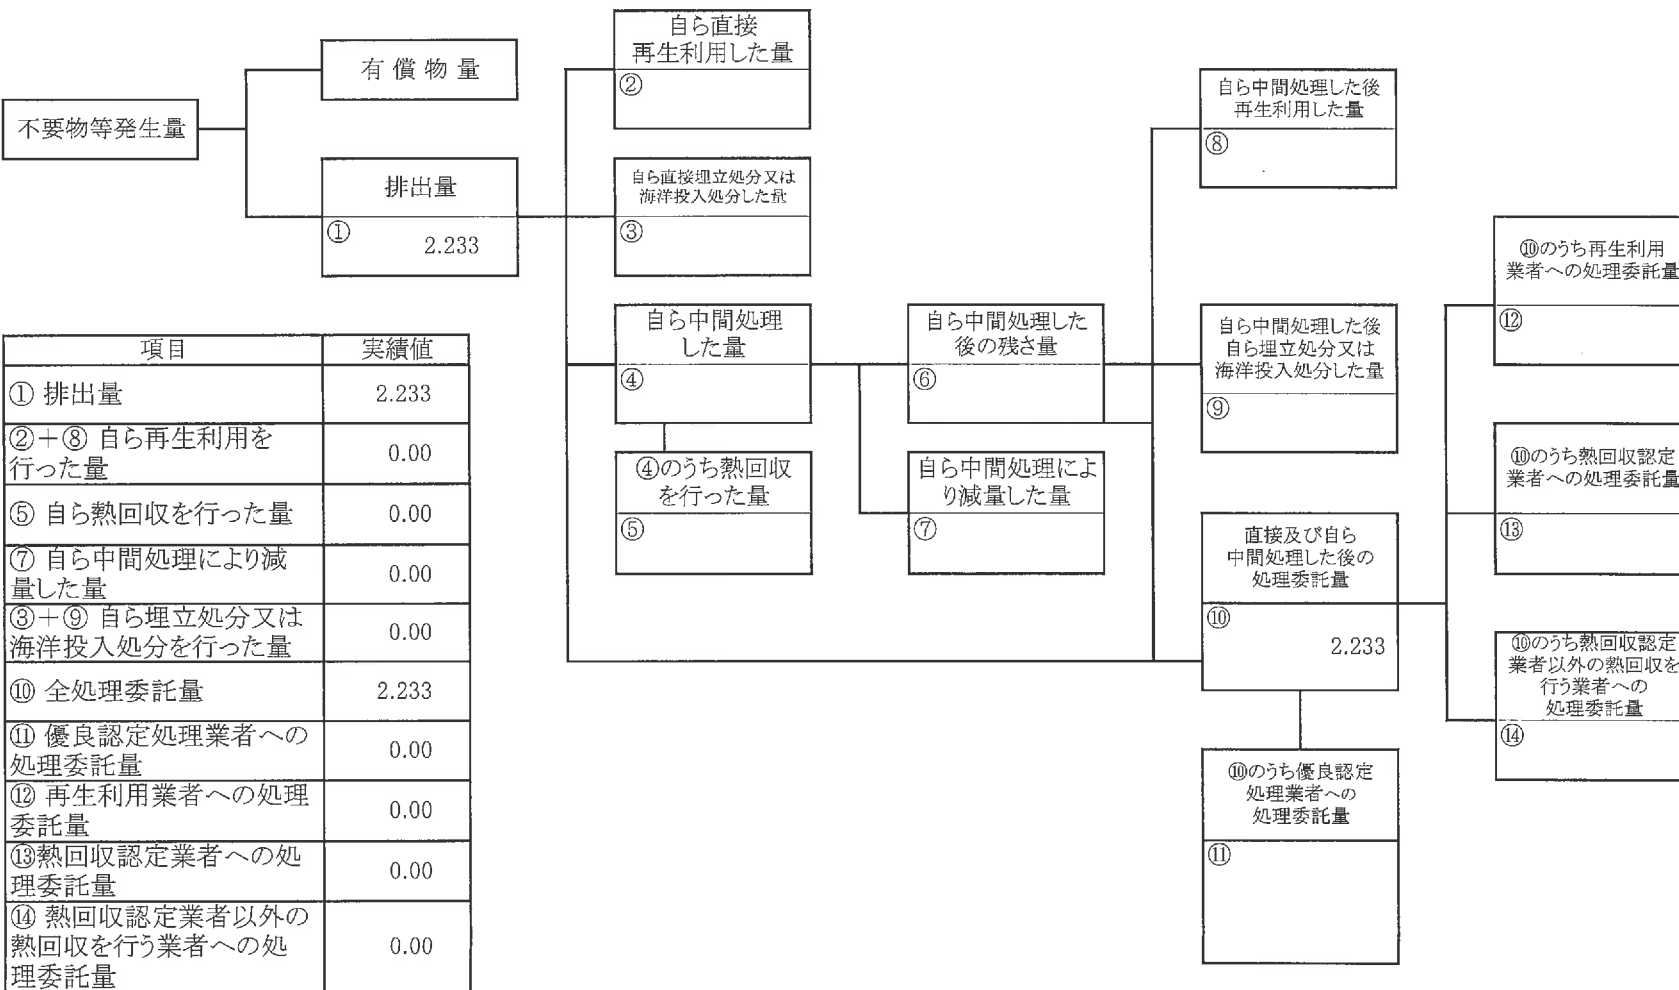 不要物等発生量
有償物量
排出量
①
2.233
自ら直接
再生利用した量
②
自ら直接埋立処分又は
海洋投入処分した量
③
自ら中間処理
した量
④
④のうち熱回収
を行った量
⑤
自ら中間処理した
後の残さ量
⑥
自ら中間処理によ
り減量した量
⑦
自ら中間処理した後
再生利用した量
⑧
自ら中間処理した後
自ら埋立処分又は
海洋投入処分した量
⑨
直接及び自ら
中間処理した後の
処理委託量
⑩
2.233
⑩のうち優良認定
処理業者への
処理委託量
⑪
⑩のうち再生利用
業者への処理委託量
⑫
⑩のうち熱回収認定
業者への処理委託量
⑬
⑩のうち熱回収認定
業者以外の熱回収を
行う業者への
処理委託量
⑭
項目 実績値
① 排出量 2.233
②+⑧ 自ら再生利用を
行った量 0.00
⑤ 自ら熱回収を行った量 0.00
⑦ 自ら中間処理により減
量した量 0.00
③+⑨ 自ら埋立処分又は
海洋投入処分を行った量 0.00
⑩ 全処理委託量 2.233
⑪ 優良認定処理業者への
処理委託量 0.00
⑫ 再生利用業者への処理
委託量 0.00
⑬熱回収認定業者への処
理委託量 0.00
⑭ 熱回収認定業者以外の
熱回収を行う業者への処
理委託量 0.00